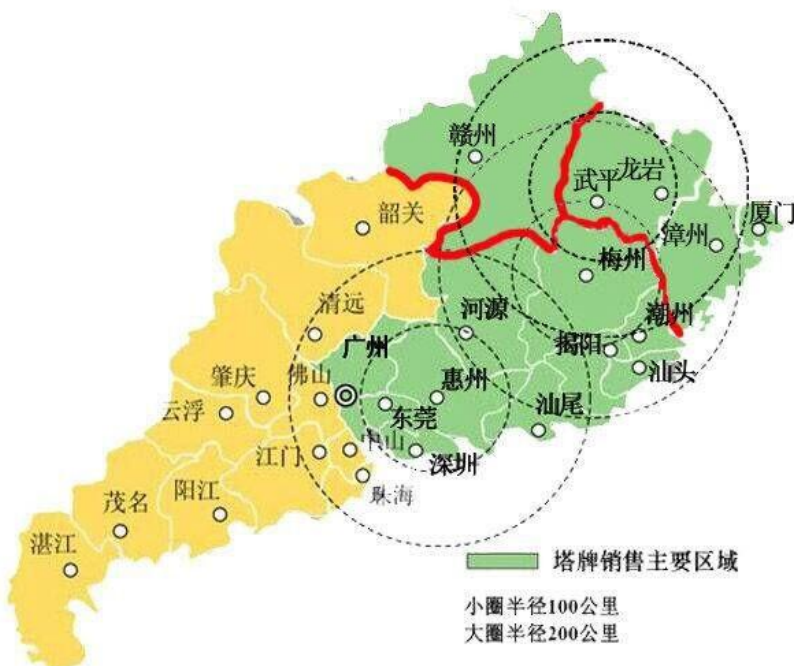 赣州
龙岩
武平
厦门
韶关
漳州
梅州
清远
河源
潮州
广州
揭阳
肇庆
佛山
惠州
汕头
云浮
东莞
汕尾
江门
中山
深圳
珠海
茂名
阳江
湛江
塔牌销售主要区域
小圈半径100公里
大圈半径200公里